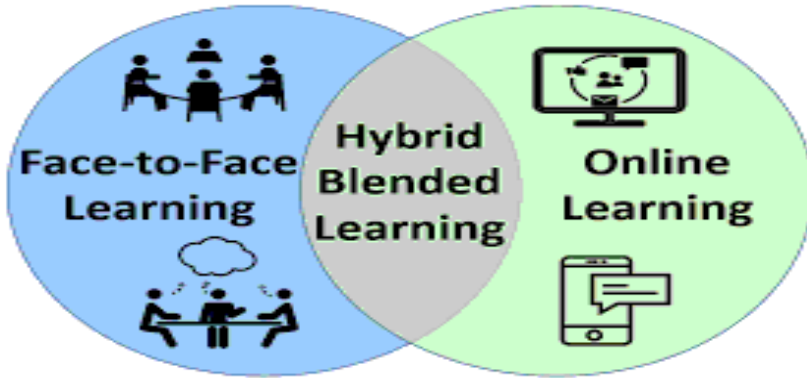 Face-to-Face
Learning
Hybrid
Blended
Learning
Online
Learning